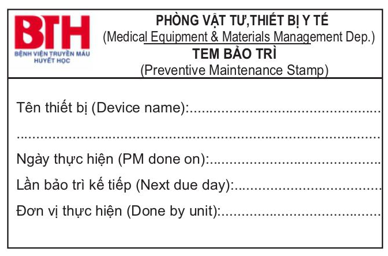 BTH
BỆNH VIỆN TRUYỀN MÁU
HUYẾT HỌC
PHÒNG VẬT TƯ,THIẾT BỊ Y TẾ
(Medical Equipment & Materials Management Dep.)
TEM BẢO TRÌ
(Preventive Maintenance Stamp)
Tên thiết bị (Device name):...................................
.......................................................................
Ngày thực hiện (PM done on):...............................
Lần bảo trì kế tiếp (Next due day):...........................
Đơn vị thực hiện (Done by unit):.............................